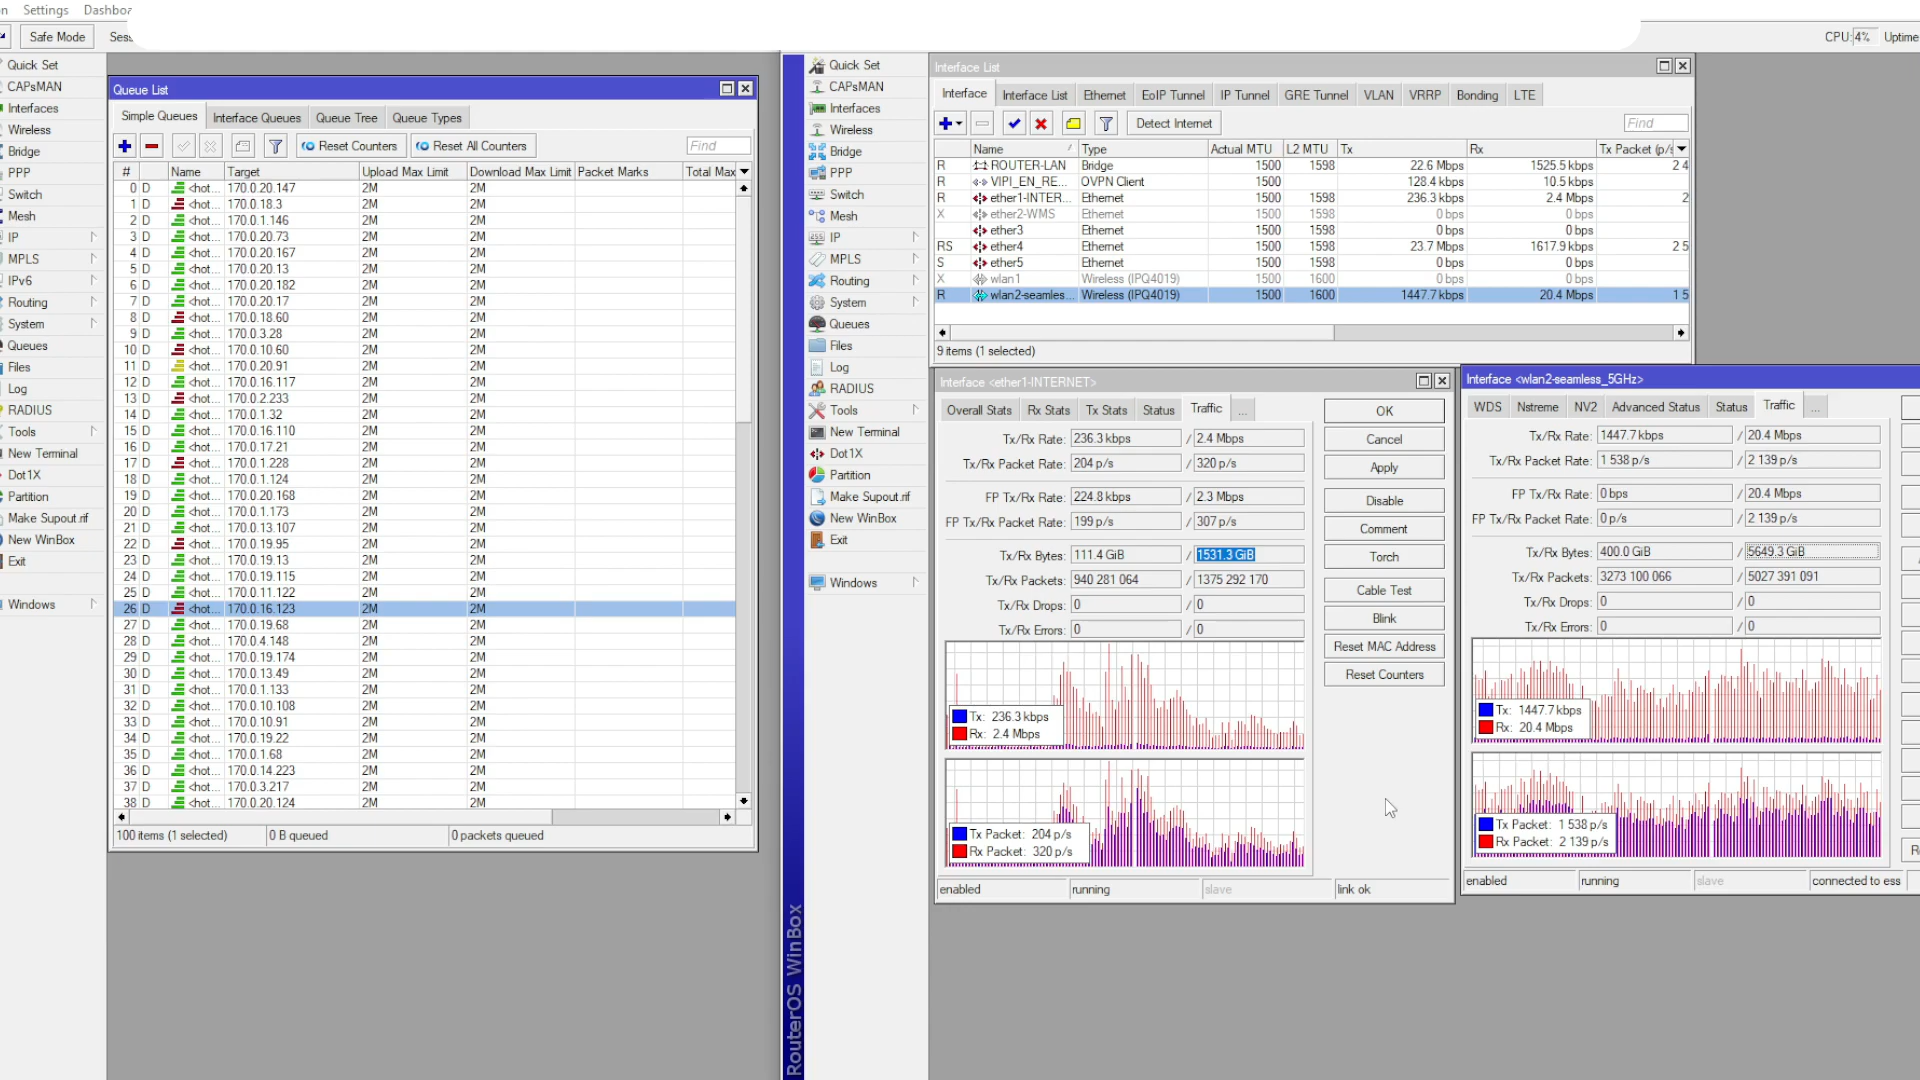 Settings Dashboar
Safe Mode
CPU: 4% Uptime
Quick Set
CAPsMAN
Interfaces
Wireless
Bridge
PPP
Switch
Mesh
IP
MPLS
IPv6
Routing
System
Queues
Files
Log
RADIUS
Tools
New Terminal
Dot1X
Partition
Make Supout.rif
New WinBox
Exit
Windows
Queue List
Simple Queues Interface Queues Queue Tree Queue Types
Reset Counters Reset All Counters Find
# Name Target Upload Max Limit Download Max Limit Packet Marks Total Max
0 D <hot... 170.0.20.147 2M 2M
1 D <hot... 170.0.18.3 2M 2M
2 D <hot... 170.0.1.146 2M 2M
3 D <hot... 170.0.20.73 2M 2M
4 D <hot... 170.0.20.167 2M 2M
5 D <hot... 170.0.20.13 2M 2M
6 D <hot... 170.0.20.182 2M 2M
7 D <hot... 170.0.20.17 2M 2M
8 D <hot... 170.0.18.60 2M 2M
9 D <hot... 170.0.3.28 2M 2M
10 D <hot... 170.0.10.60 2M 2M
11 D <hot... 170.0.20.91 2M 2M
12 D <hot... 170.0.16.117 2M 2M
13 D <hot... 170.0.2.233 2M 2M
14 D <hot... 170.0.1.32 2M 2M
15 D <hot... 170.0.16.110 2M 2M
16 D <hot... 170.0.17.21 2M 2M
17 D <hot... 170.0.1.228 2M 2M
18 D <hot... 170.0.1.124 2M 2M
19 D <hot... 170.0.20.168 2M 2M
20 D <hot... 170.0.1.173 2M 2M
21 D <hot... 170.0.13.107 2M 2M
22 D <hot... 170.0.19.95 2M 2M
23 D <hot... 170.0.19.13 2M 2M
24 D <hot... 170.0.19.115 2M 2M
25 D <hot... 170.0.11.122 2M 2M
26 D <hot... 170.0.16.123 2M 2M
27 D <hot... 170.0.19.68 2M 2M
28 D <hot... 170.0.4.148 2M 2M
29 D <hot... 170.0.19.174 2M 2M
30 D <hot... 170.0.13.49 2M 2M
31 D <hot... 170.0.1.133 2M 2M
32 D <hot... 170.0.10.108 2M 2M
33 D <hot... 170.0.10.91 2M 2M
34 D <hot... 170.0.19.22 2M 2M
35 D <hot... 170.0.1.68 2M 2M
36 D <hot... 170.0.14.223 2M 2M
37 D <hot... 170.0.3.217 2M 2M
38 D <hot... 170.0.20.124 2M 2M
100 items (1 selected) 0 B queued 0 packets queued
RouterOS WinBox
Quick Set
CAPsMAN
Interfaces
Wireless
Bridge
PPP
Switch
Mesh
IP
MPLS
Routing
System
Queues
Files
Log
RADIUS
Tools
New Terminal
Dot1X
Partition
Make Supout.rif
New WinBox
Exit
Windows
Interface List
Interface Interface List Ethernet EoIP Tunnel IP Tunnel GRE Tunnel VLAN VRRP Bonding LTE
Detect Internet Find
Name Type Actual MTU L2 MTU Tx Rx Tx Packet (p/s
R ROUTER-LAN Bridge 1500 1598 22.6 Mbps 1525.5 kbps 2 4
R VIPI_EN_RE... OVPN Client 1500 128.4 kbps 10.5 kbps
R ether1-INTER... Ethernet 1500 1598 236.3 kbps 2.4 Mbps 2
X ether2-WMS Ethernet 1500 1598 0 bps 0 bps
ether3 Ethernet 1500 1598 0 bps 0 bps
RS ether4 Ethernet 1500 1598 23.7 Mbps 1617.9 kbps 2 5
S ether5 Ethernet 1500 1598 0 bps 0 bps
X wlan1 Wireless (IPQ4019) 1500 1600 0 bps 0 bps
R wlan2-seamles... Wireless (IPQ4019) 1500 1600 1447.7 kbps 20.4 Mbps 1 5
9 items (1 selected)
Interface <ether1-INTERNET>
Overall Stats Rx Stats Tx Stats Status Traffic ...
Tx/Rx Rate: 236.3 kbps / 2.4 Mbps
Tx/Rx Packet Rate: 204 p/s / 320 p/s
FP Tx/Rx Rate: 224.8 kbps / 2.3 Mbps
FP Tx/Rx Packet Rate: 199 p/s / 307 p/s
Tx/Rx Bytes: 111.4 GiB / 1531.3 GiB
Tx/Rx Packets: 940 281 064 / 1375 292 170
Tx/Rx Drops: 0 / 0
Tx/Rx Errors: 0 / 0
Tx: 236.3 kbps
Rx: 2.4 Mbps
Tx Packet: 204 p/s
Rx Packet: 320 p/s
enabled running slave link ok
OK
Cancel
Apply
Disable
Comment
Torch
Cable Test
Blink
Reset MAC Address
Reset Counters
Interface <wlan2-seamless_5GHz>
WDS Nstreme NV2 Advanced Status Status Traffic ...
Tx/Rx Rate: 1447.7 kbps / 20.4 Mbps
Tx/Rx Packet Rate: 1 538 p/s / 2 139 p/s
FP Tx/Rx Rate: 0 bps / 20.4 Mbps
FP Tx/Rx Packet Rate: 0 p/s / 2 139 p/s
Tx/Rx Bytes: 400.0 GiB / 5649.3 GiB
Tx/Rx Packets: 3273 100 066 / 5027 391 091
Tx/Rx Drops: 0 / 0
Tx/Rx Errors: 0 / 0
Tx: 1447.7 kbps
Rx: 20.4 Mbps
Tx Packet: 1 538 p/s
Rx Packet: 2 139 p/s
enabled running slave connected to ess